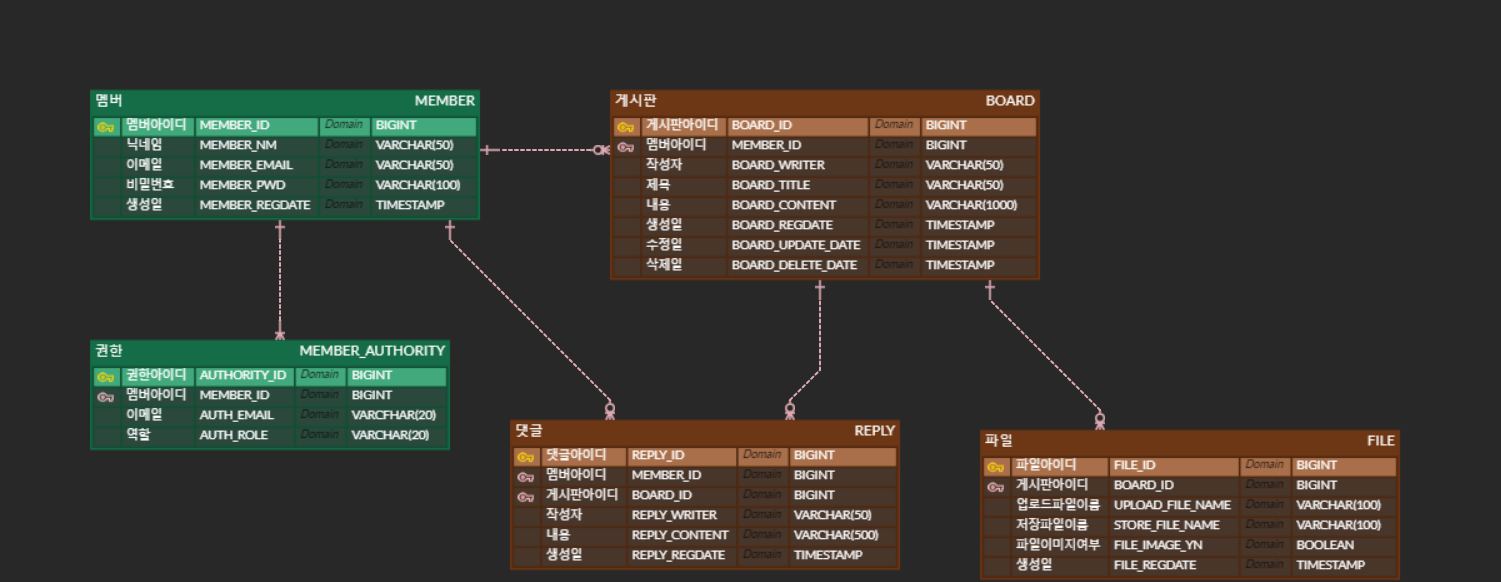 멤버 MEMBER
멤버아이디 MEMBER_ID Domain BIGINT
닉네임 MEMBER_NM Domain VARCHAR(50)
이메일 MEMBER_EMAIL Domain VARCHAR(50)
비밀번호 MEMBER_PWD Domain VARCHAR(100)
생성일 MEMBER_REGDATE Domain TIMESTAMP
게시판 BOARD
게시판아이디 BOARD_ID Domain BIGINT
멤버아이디 MEMBER_ID Domain BIGINT
작성자 BOARD_WRITER Domain VARCHAR(50)
제목 BOARD_TITLE Domain VARCHAR(50)
내용 BOARD_CONTENT Domain VARCHAR(1000)
생성일 BOARD_REGDATE Domain TIMESTAMP
수정일 BOARD_UPDATE_DATE Domain TIMESTAMP
삭제일 BOARD_DELETE_DATE Domain TIMESTAMP
권한 MEMBER_AUTHORITY
권한아이디 AUTHORITY_ID Domain BIGINT
멤버아이디 MEMBER_ID Domain BIGINT
이메일 AUTH_EMAIL Domain VARCFHAR(20)
역할 AUTH_ROLE Domain VARCHAR(20)
댓글 REPLY
댓글아이디 REPLY_ID Domain BIGINT
멤버아이디 MEMBER_ID Domain BIGINT
게시판아이디 BOARD_ID Domain BIGINT
작성자 REPLY_WRITER Domain VARCHAR(50)
내용 REPLY_CONTENT Domain VARCHAR(500)
생성일 REPLY_REGDATE Domain TIMESTAMP
파일 FILE
파일아이디 FILE_ID Domain BIGINT
게시판아이디 BOARD_ID Domain BIGINT
업로드파일이름 UPLOAD_FILE_NAME Domain VARCHAR(100)
저장파일이름 STORE_FILE_NAME Domain VARCHAR(100)
파일이미지여부 FILE_IMAGE_YN Domain BOOLEAN
생성일 FILE_REGDATE Domain TIMESTAMP